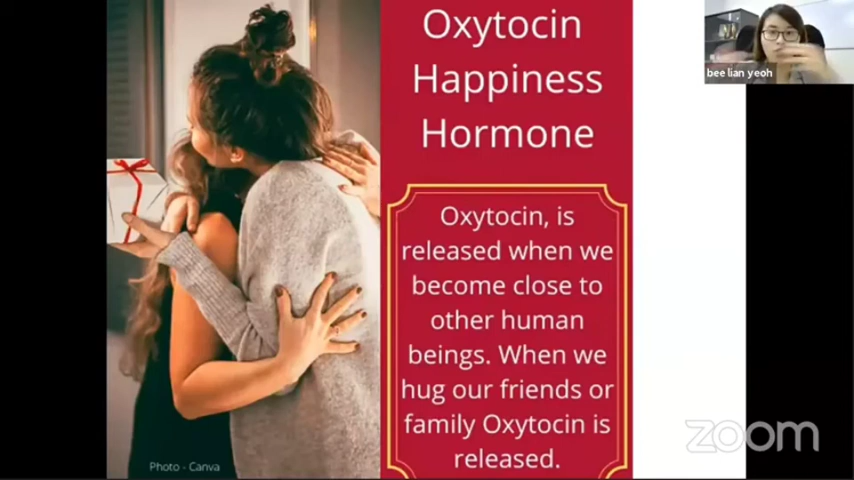 Oxytocin
Happiness
Hormone
Oxytocin, is
released when we
become close to
other human
beings. When we
hug our friends or
family Oxytocin is
released.
Photo - Canva
bee lian yeoh
zoom